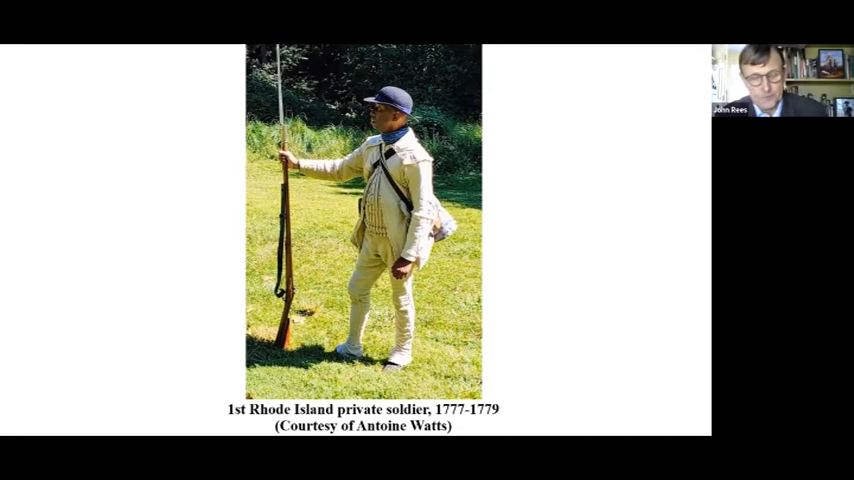 John Rees
1st Rhode Island private soldier, 1777-1779
(Courtesy of Antoine Watts)